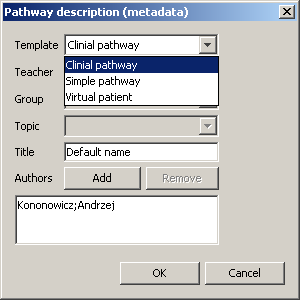 Pathway description (metadata)
Template Clinial pathway
Clinial pathway
Teacher
Simple pathway
Group Virtual patient
Topic
Title Default name
Authors Add Remove
Kononowicz;Andrzej
OK Cancel